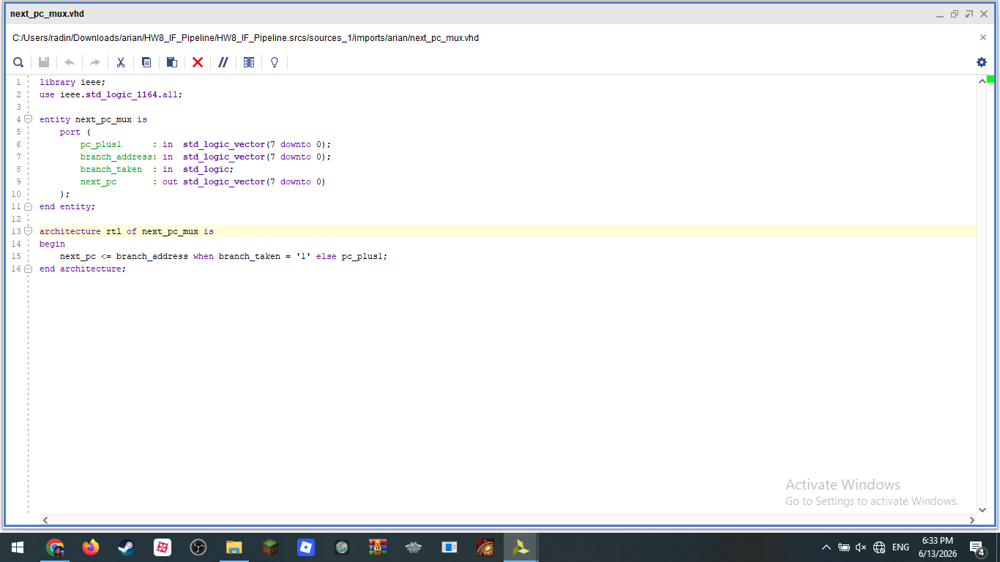 next_pc_mux.vhd
C:/Users/radin/Downloads/arian/HW8_IF_Pipeline/HW8_IF_Pipeline.srcs/sources_1/imports/arian/next_pc_mux.vhd
1 library ieee;
2 use ieee.std_logic_1164.all;
3
4 entity next_pc_mux is
5     port (
6         pc_plus1      : in  std_logic_vector(7 downto 0);
7         branch_address: in  std_logic_vector(7 downto 0);
8         branch_taken  : in  std_logic;
9         next_pc       : out std_logic_vector(7 downto 0)
10     );
11 end entity;
12
13 architecture rtl of next_pc_mux is
14 begin
15     next_pc <= branch_address when branch_taken = '1' else pc_plus1;
16 end architecture;
Activate Windows
Go to Settings to activate Windows.
ENG
6:33 PM
6/13/2026
4